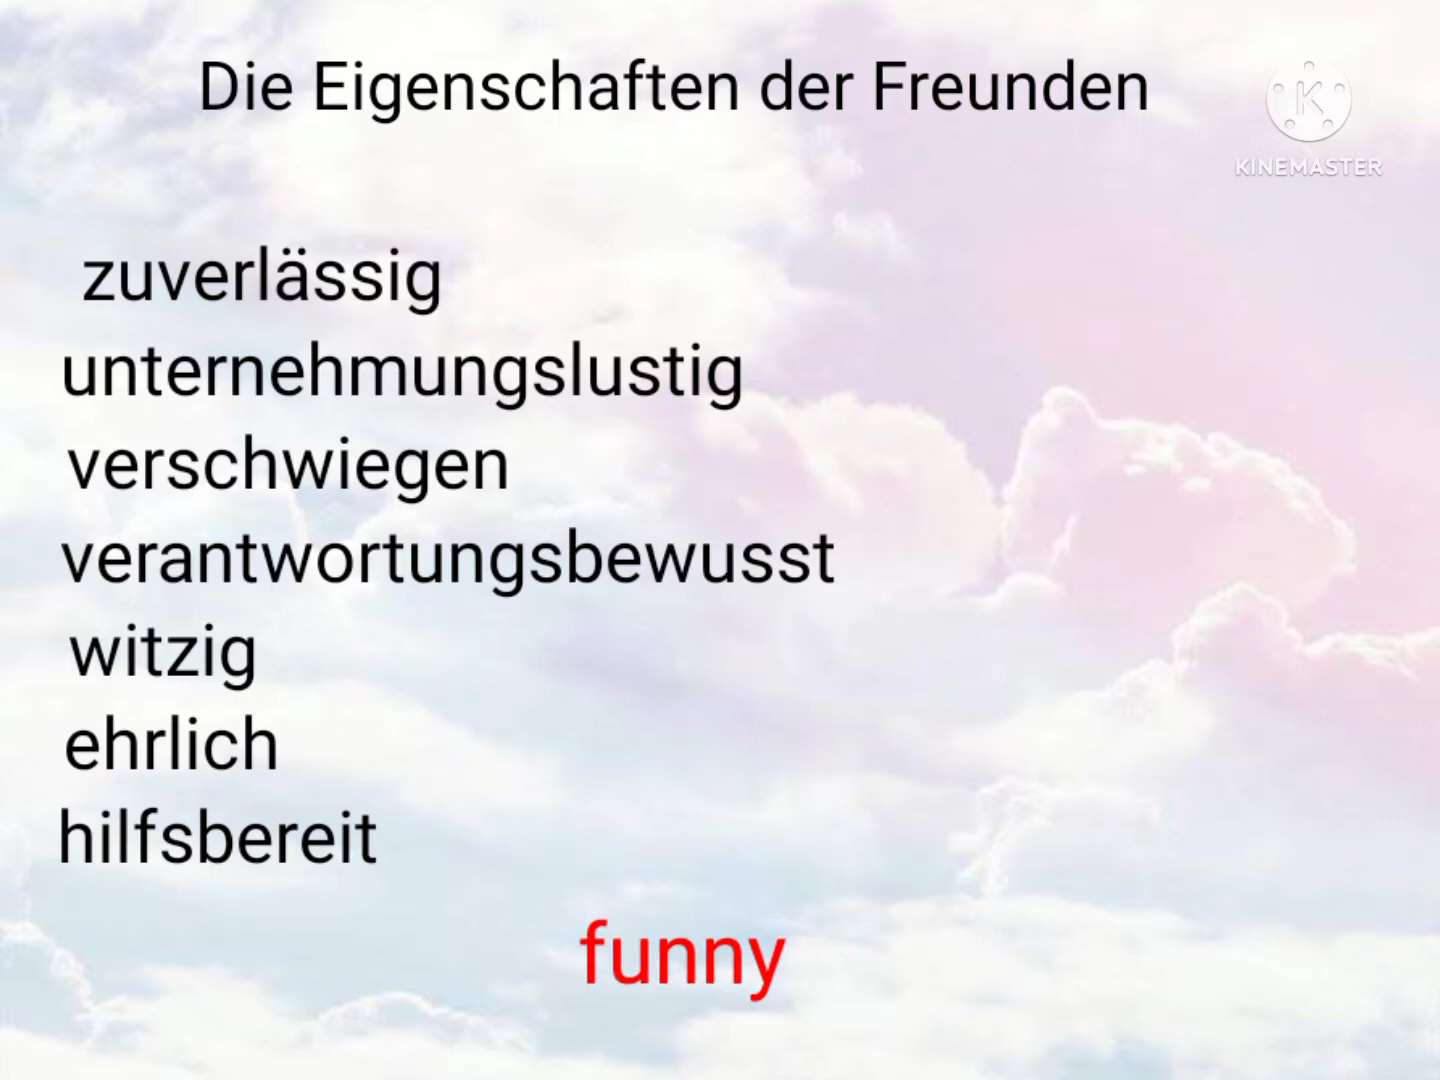 Die Eigenschaften der Freunden
KINEMASTER
zuverlässig
unternehmungslustig
verschwiegen
verantwortungsbewusst
witzig
ehrlich
hilfsbereit
funny